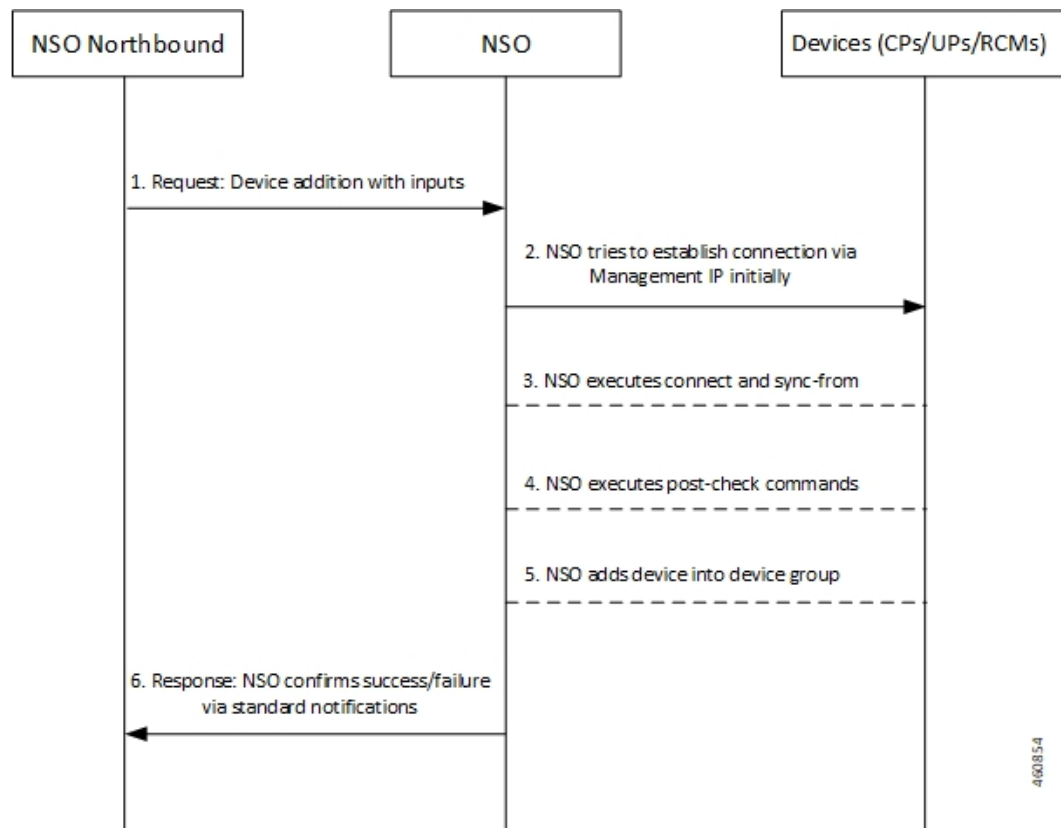 NSO Northbound
NSO
Devices (CPs/UPs/RCMs)
1. Request: Device addition with inputs
2. NSO tries to establish connection via
Management IP initially
3. NSO executes connect and sync-from
4. NSO executes post-check commands
5. NSO adds device into device group
6. Response: NSO confirms success/failure
via standard notifications
460854